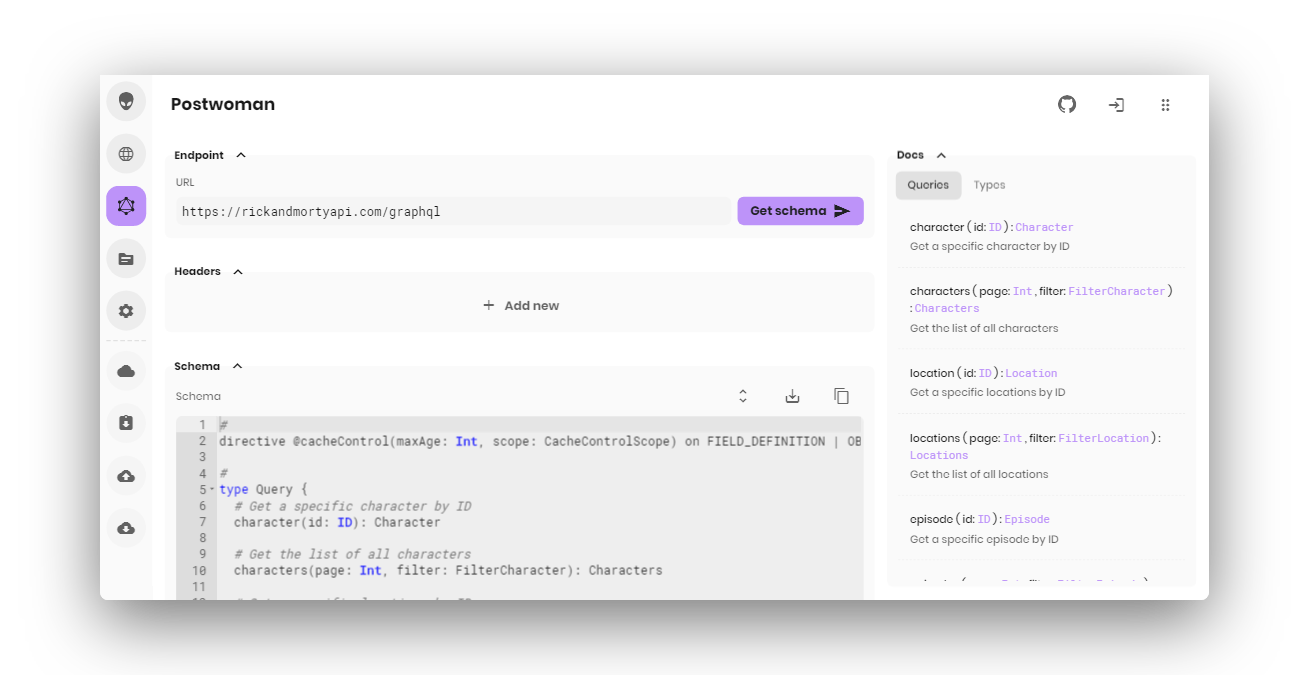 Postwoman
Endpoint
URL
https://rickandmortyapi.com/graphql
Get schema
Headers
+ Add new
Schema
Schema
1 #
2 directive @cacheControl(maxAge: Int, scope: CacheControlScope) on FIELD_DEFINITION | OB
3
4 #
5 type Query {
6 # Get a specific character by ID
7 character(id: ID): Character
8
9 # Get the list of all characters
10 characters(page: Int, filter: FilterCharacter): Characters
11
Docs
Queries Types
character ( id: ID ) : Character
Get a specific character by ID
characters ( page: Int , filter: FilterCharacter )
: Characters
Get the list of all characters
location ( id: ID ) : Location
Get a specific locations by ID
locations ( page: Int , filter: FilterLocation ) :
Locations
Get the list of all locations
episode ( id: ID ) : Episode
Get a specific episode by ID